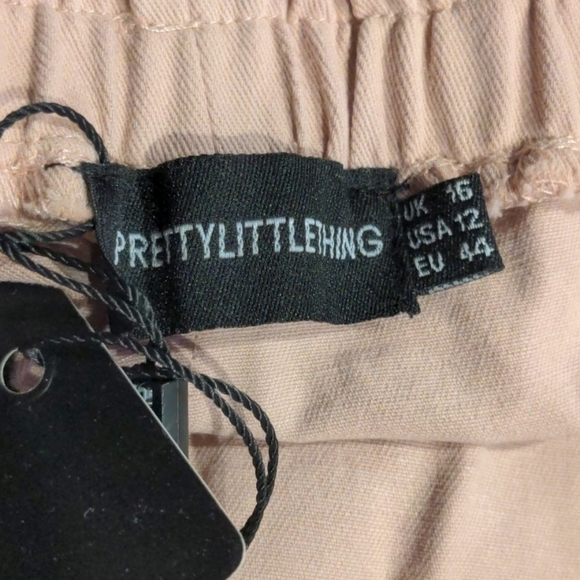 PRETTYLITTLETHING
UK 16
USA 12
EU 44